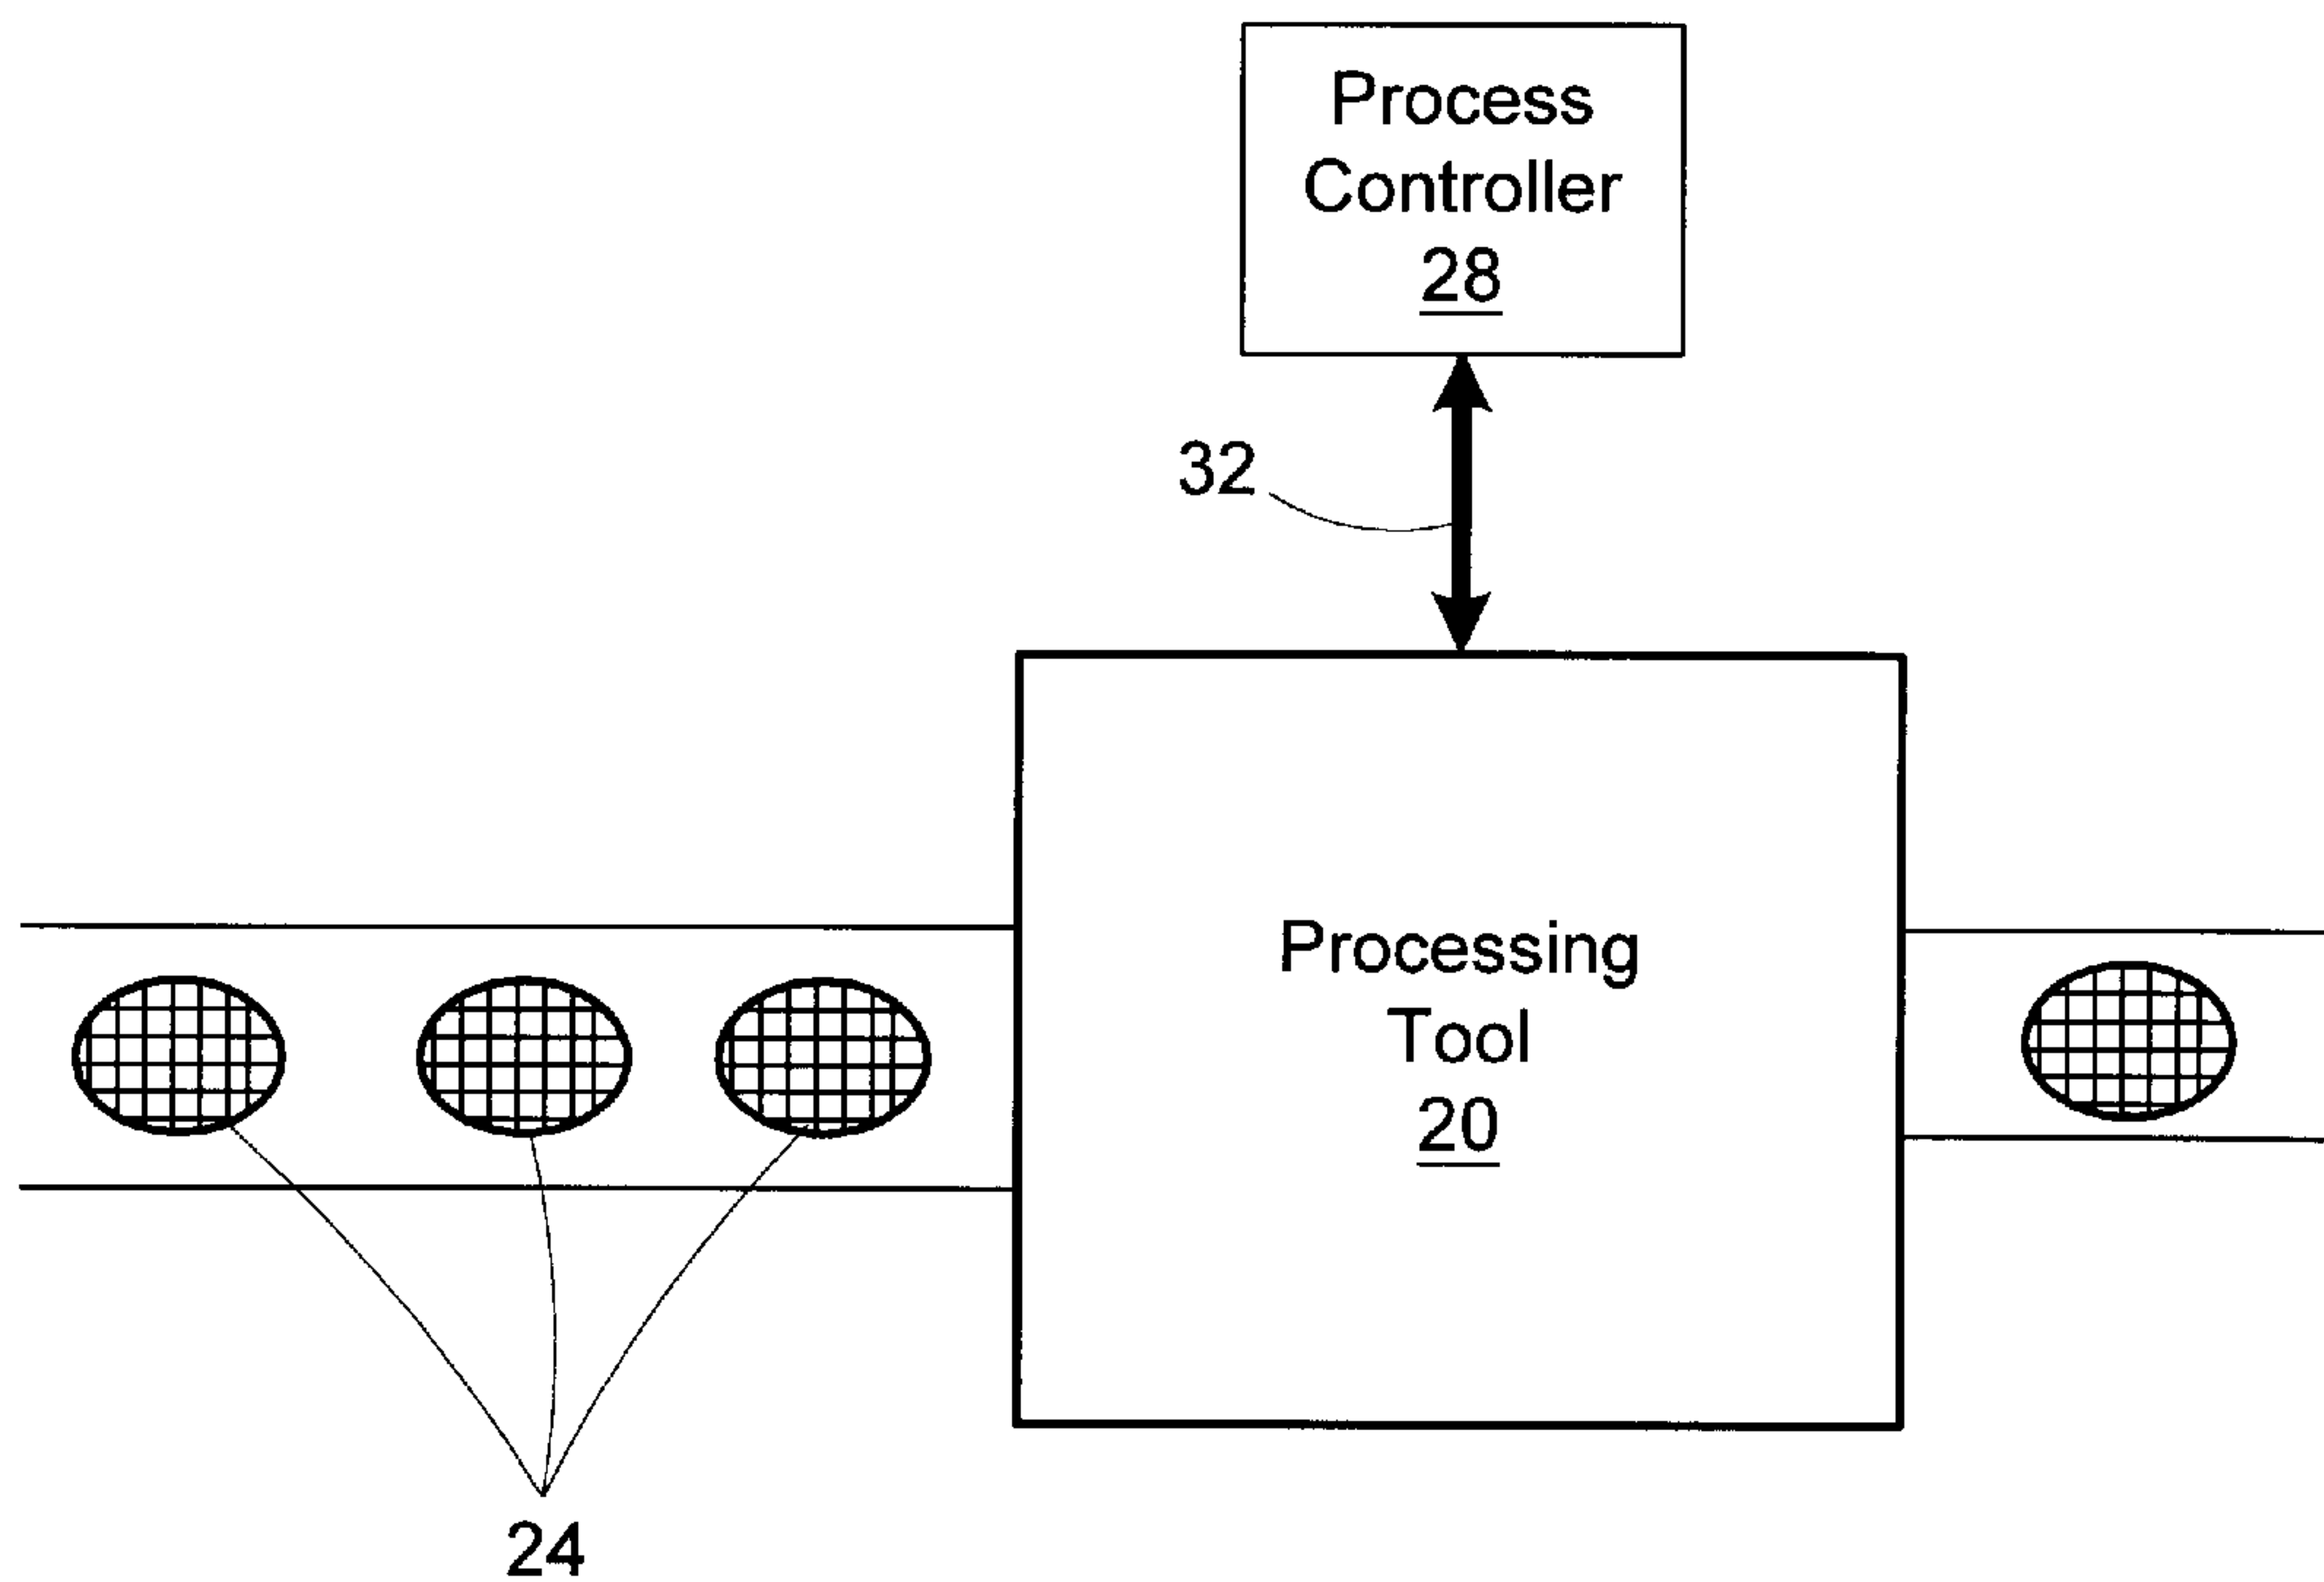 Process
Controller
28
32
Processing
Tool
20
24